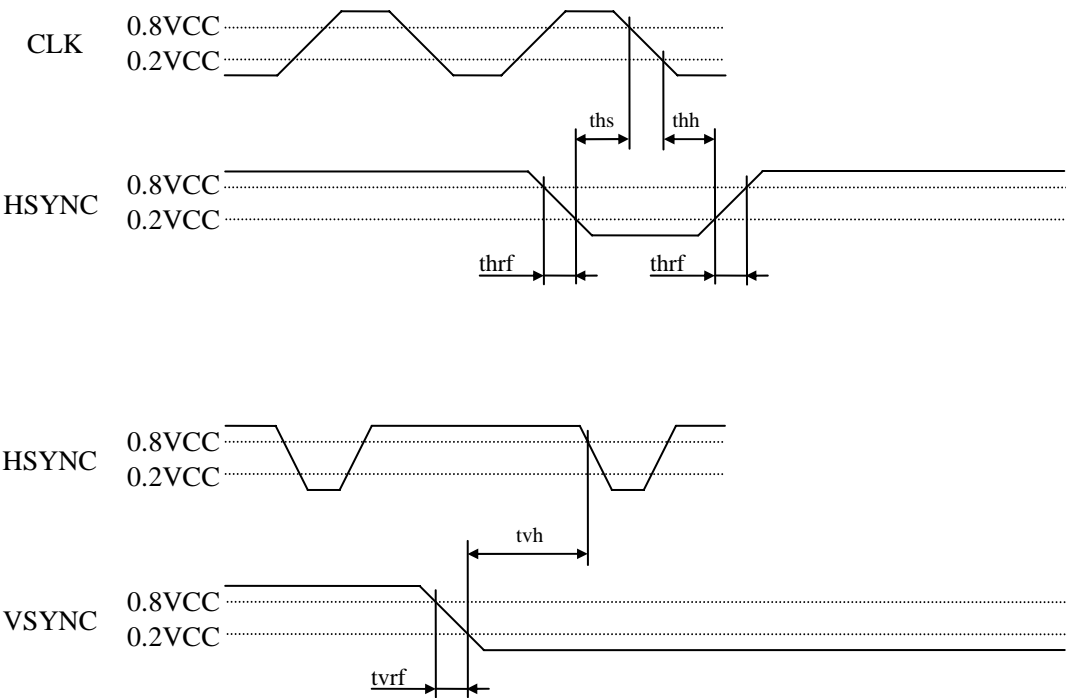 CLK
0.8VCC
0.2VCC
ths
thh
HSYNC
0.8VCC
0.2VCC
thrf
thrf
HSYNC
0.8VCC
0.2VCC
tvh
VSYNC
0.8VCC
0.2VCC
tvrf